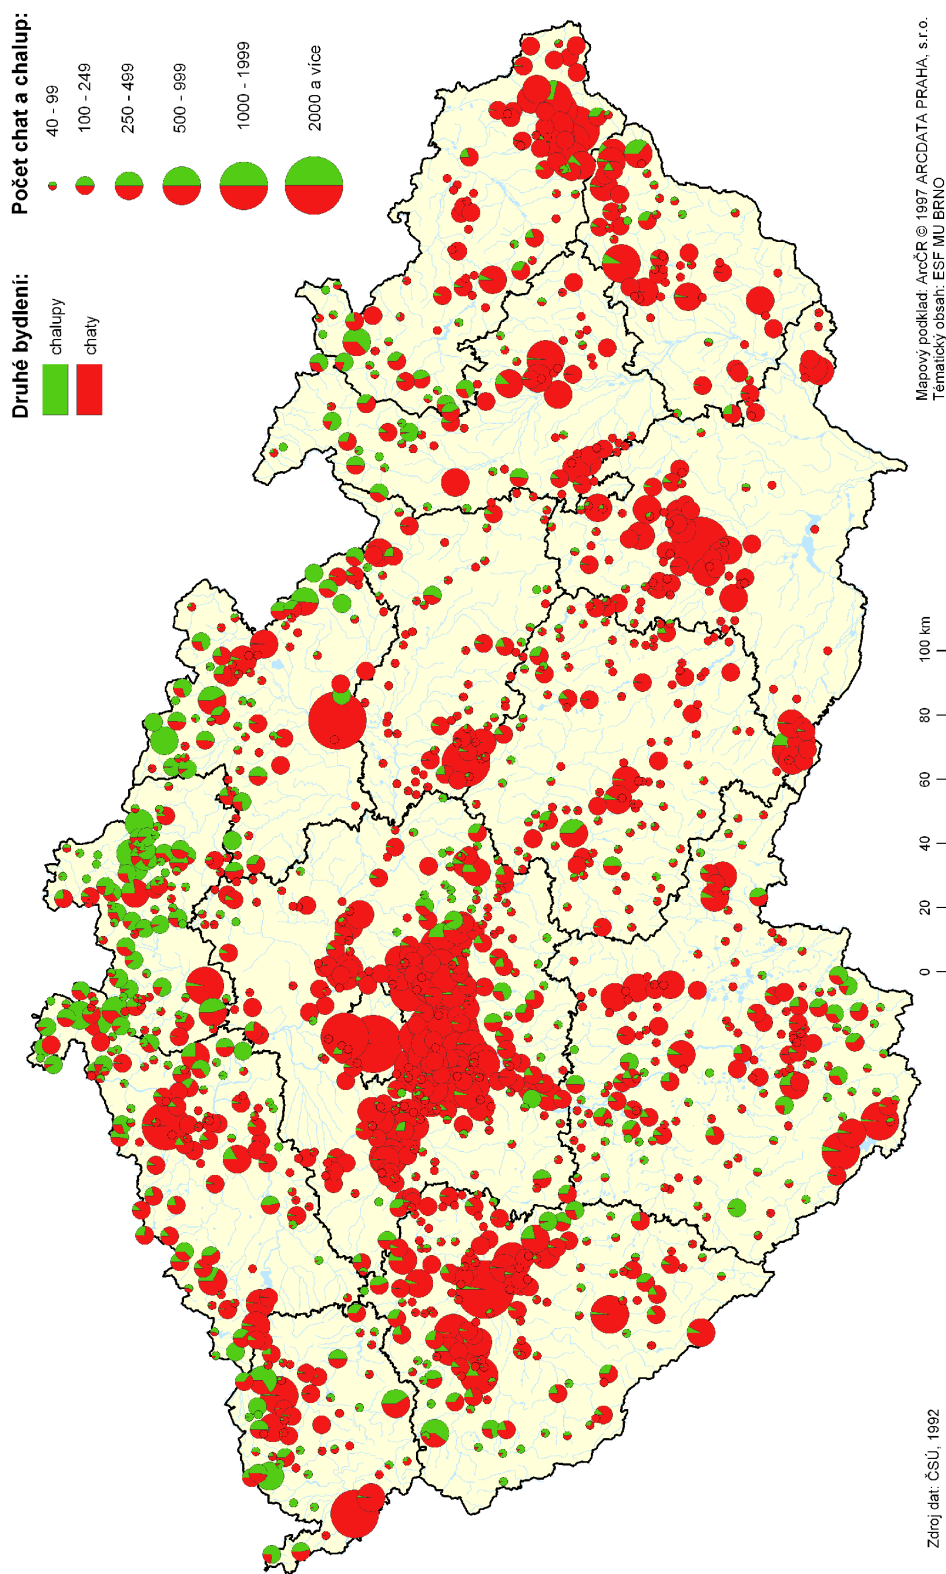 Druhé bydlení:
chalupy
chaty
Počet chat a chalup:
40 - 99
100 - 249
250 - 499
500 - 999
1000 - 1999
2000 a více
Zdroj dat: ČSÚ, 1992
0 20 40 60 80 100 km
Mapový podklad: ArcČR © 1997 ARCDATA PRAHA, s.r.o.
Tématický obsah: ESF MU BRNO